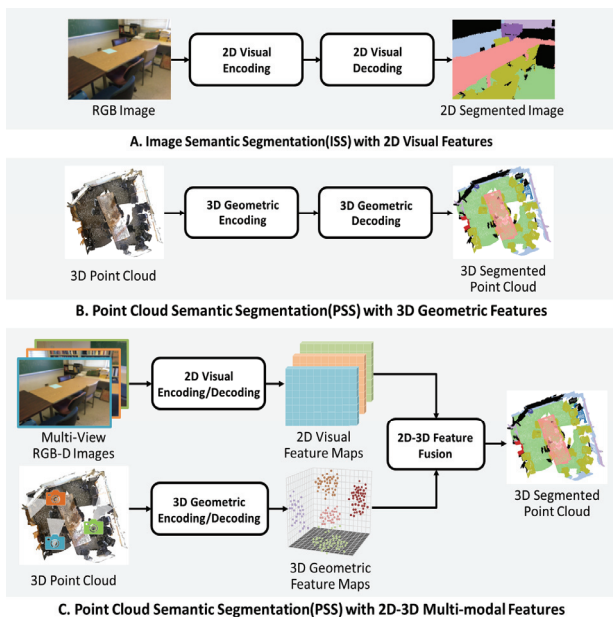 2D Visual
Encoding
2D Visual
Decoding
RGB Image
2D Segmented Image
A. Image Semantic Segmentation(ISS) with 2D Visual Features
3D Geometric
Encoding
3D Geometric
Decoding
3D Point Cloud
3D Segmented
Point Cloud
B. Point Cloud Semantic Segmentation(PSS) with 3D Geometric Features
2D Visual
Encoding/Decoding
Multi-View
RGB-D Images
2D Visual
Feature Maps
2D-3D Feature
Fusion
3D Segmented
Point Cloud
3D Geometric
Encoding/Decoding
3D Point Cloud
3D Geometric
Feature Maps
C. Point Cloud Semantic Segmentation(PSS) with 2D-3D Multi-modal Features